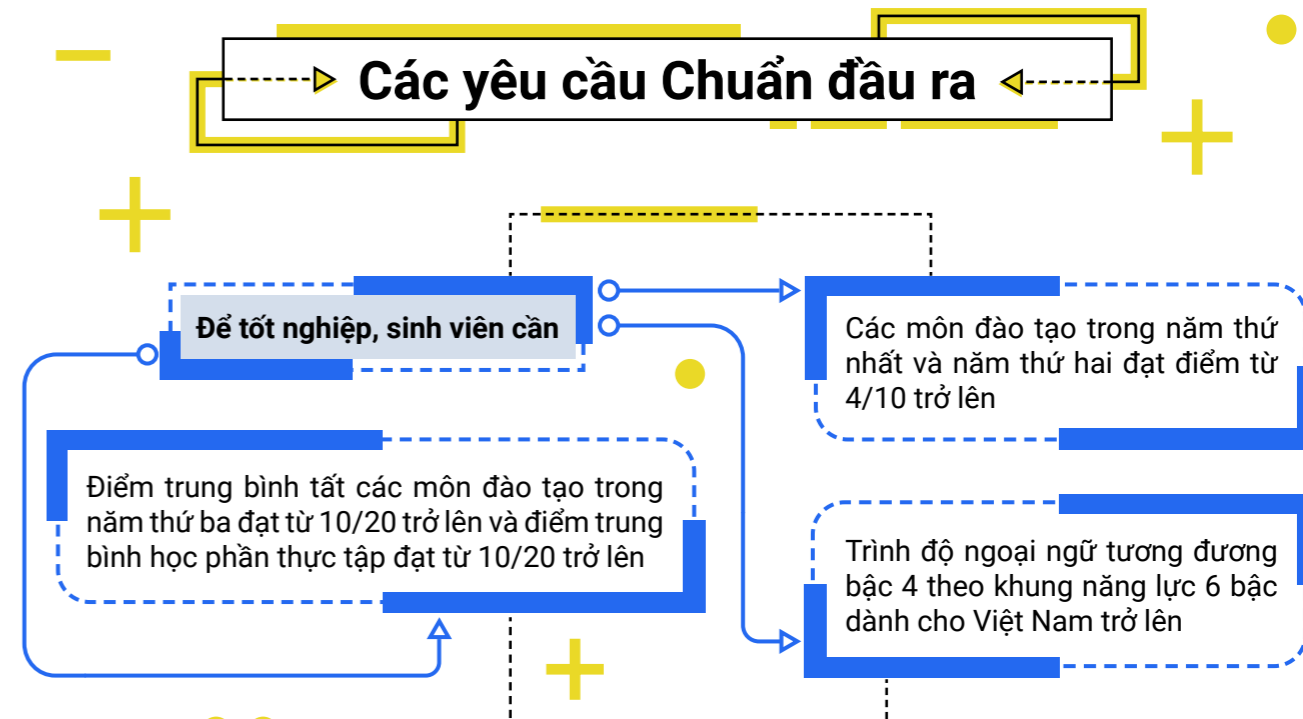 Các yêu cầu Chuẩn đầu ra
Để tốt nghiệp, sinh viên cần
Các môn đào tạo trong năm thứ
nhất và năm thứ hai đạt điểm từ
4/10 trở lên
Điểm trung bình tất các môn đào tạo trong
năm thứ ba đạt từ 10/20 trở lên và điểm trung
bình học phần thực tập đạt từ 10/20 trở lên
Trình độ ngoại ngữ tương đương
bậc 4 theo khung năng lực 6 bậc
dành cho Việt Nam trở lên